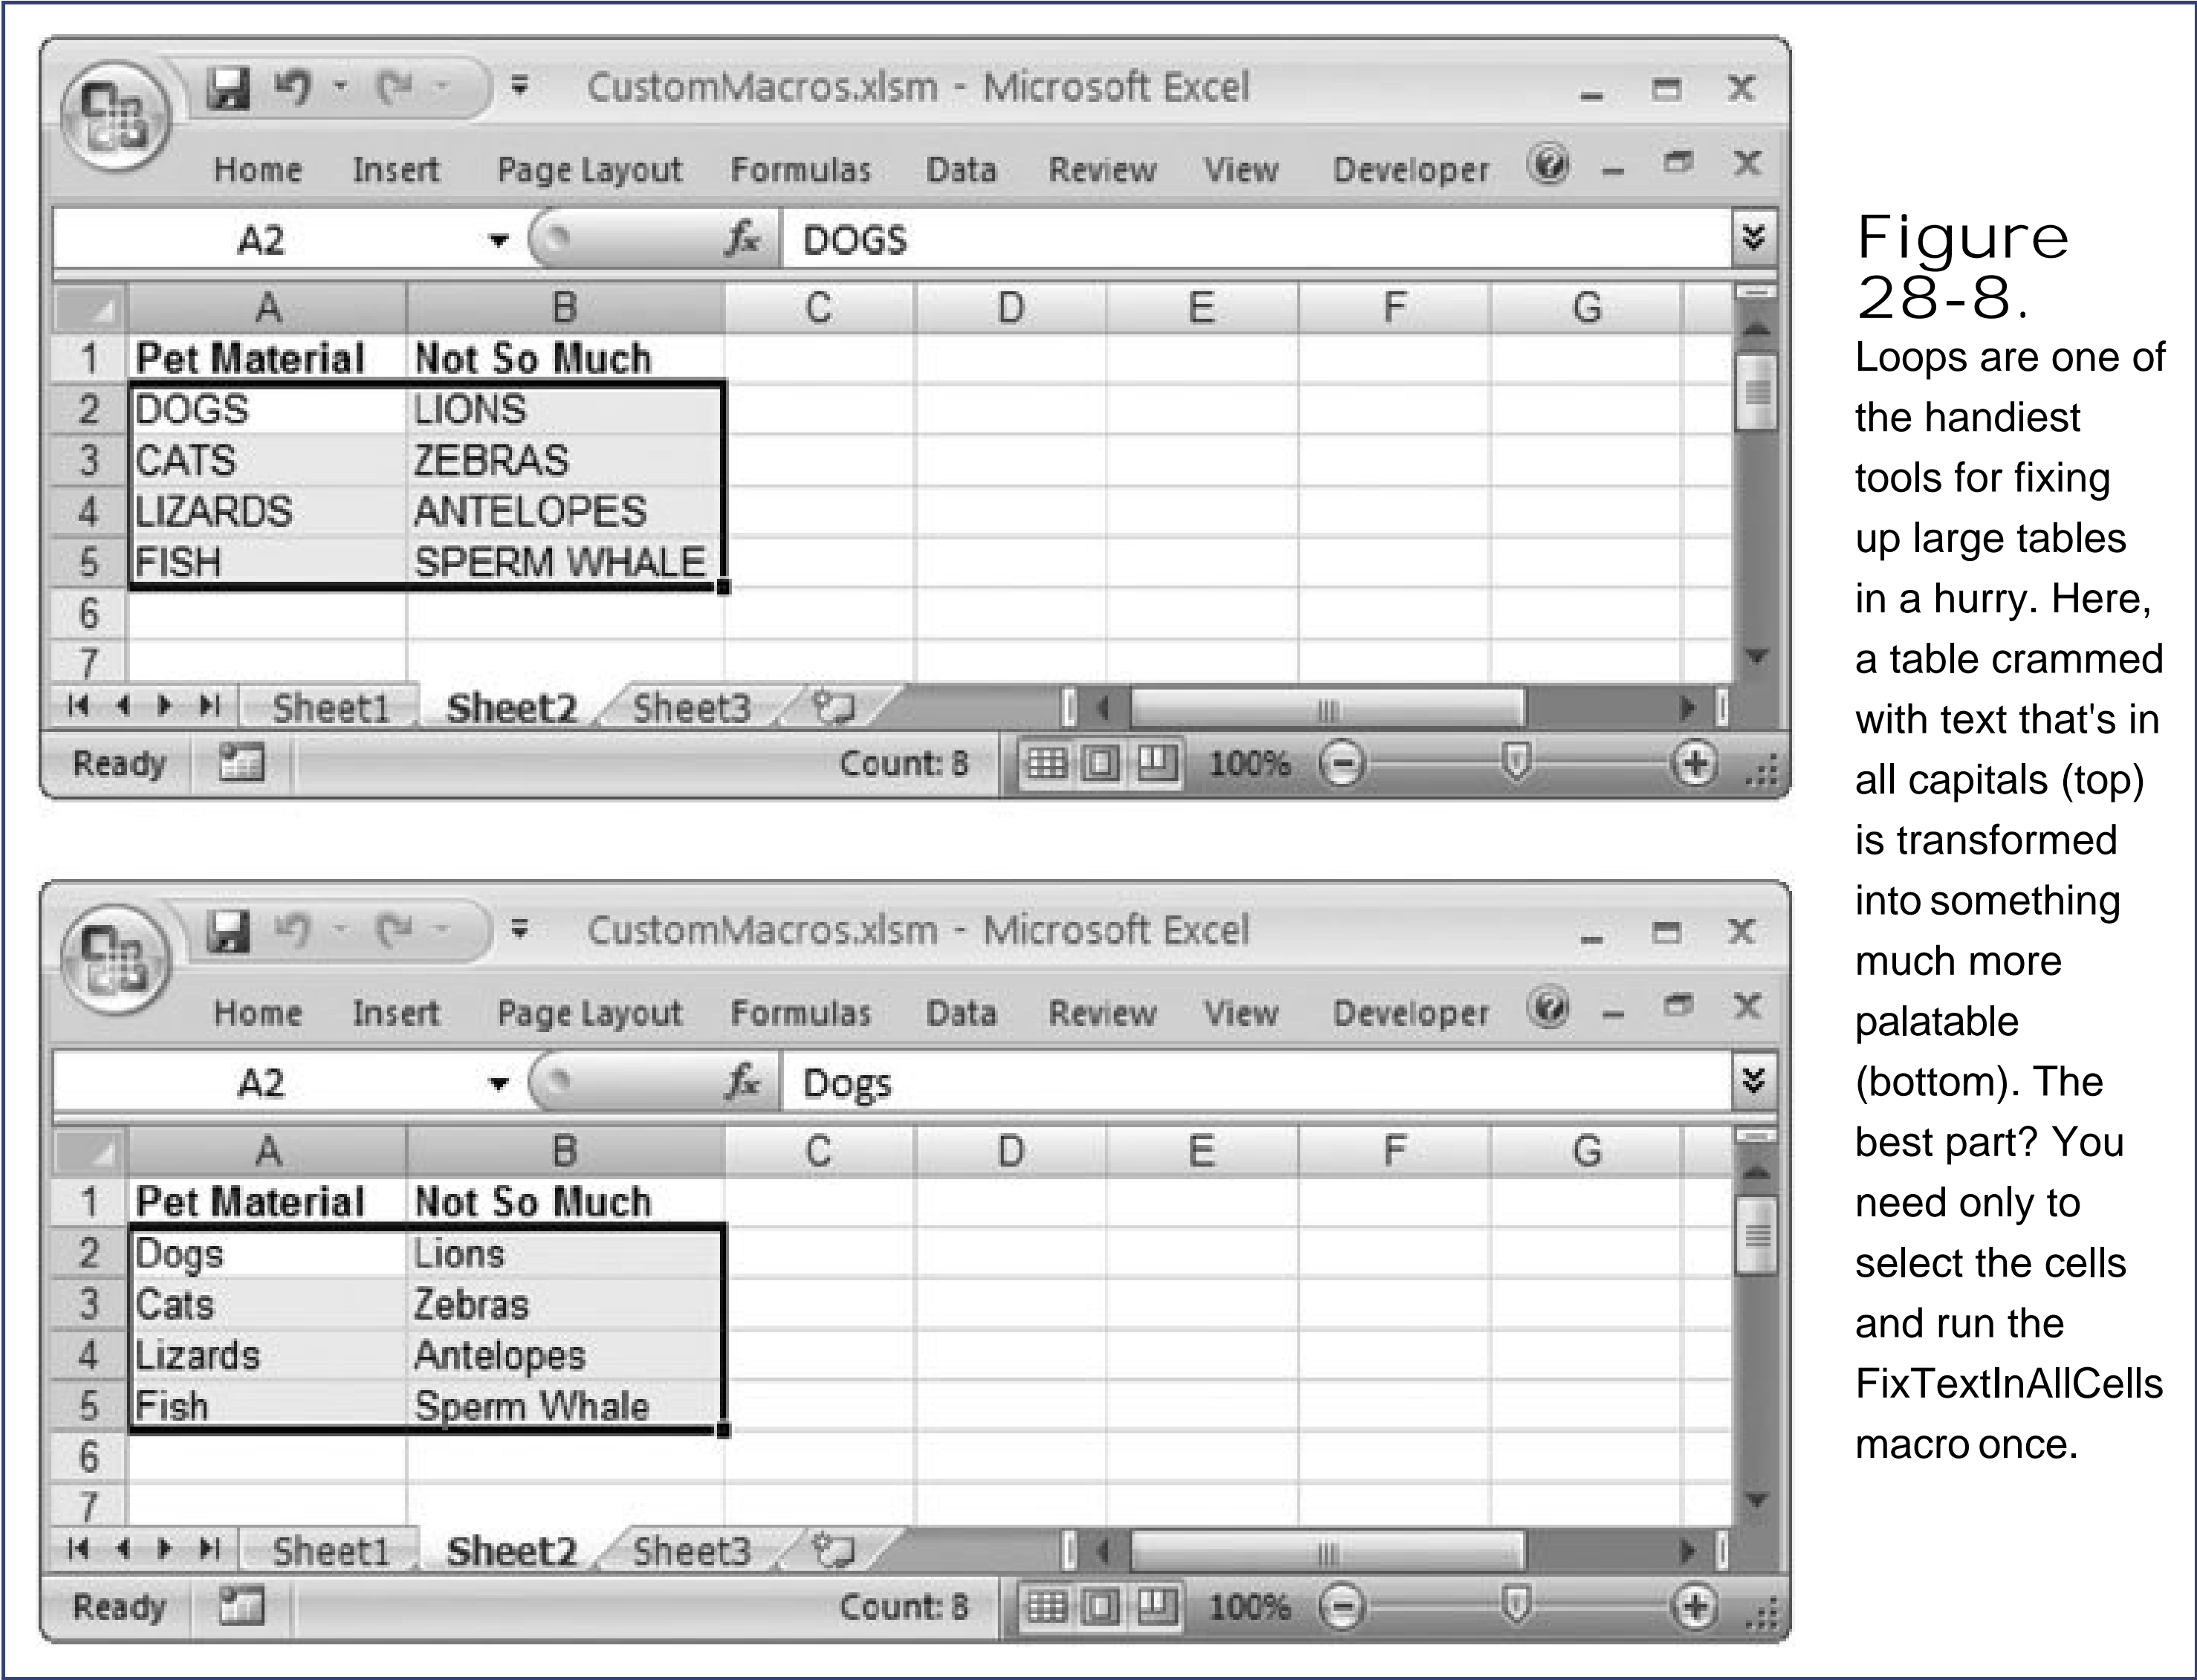 CustomMacros.xlsm - Microsoft Excel
Home Insert Page Layout Formulas Data Review View Developer
A2 fx DOGS
A B C D E F G
1 Pet Material Not So Much
2 DOGS LIONS
3 CATS ZEBRAS
4 LIZARDS ANTELOPES
5 FISH SPERM WHALE
6
7
Sheet1 Sheet2 Sheet3
Ready Count: 8 100%
CustomMacros.xlsm - Microsoft Excel
Home Insert Page Layout Formulas Data Review View Developer
A2 fx Dogs
A B C D E F G
1 Pet Material Not So Much
2 Dogs Lions
3 Cats Zebras
4 Lizards Antelopes
5 Fish Sperm Whale
6
7
Sheet1 Sheet2 Sheet3
Ready Count: 8 100%
Figure
28-8.
Loops are one of
the handiest
tools for fixing
up large tables
in a hurry. Here,
a table crammed
with text that's in
all capitals (top)
is transformed
into something
much more
palatable
(bottom). The
best part? You
need only to
select the cells
and run the
FixTextInAllCells
macro once.